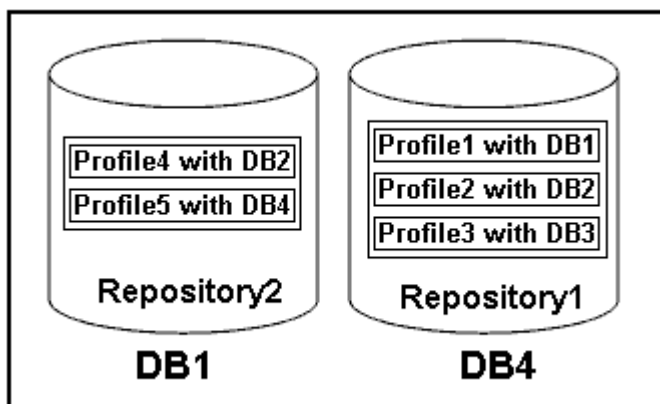 Profile4 with DB2
Profile5 with DB4
Repository2
DB1
Profile1 with DB1
Profile2 with DB2
Profile3 with DB3
Repository1
DB4